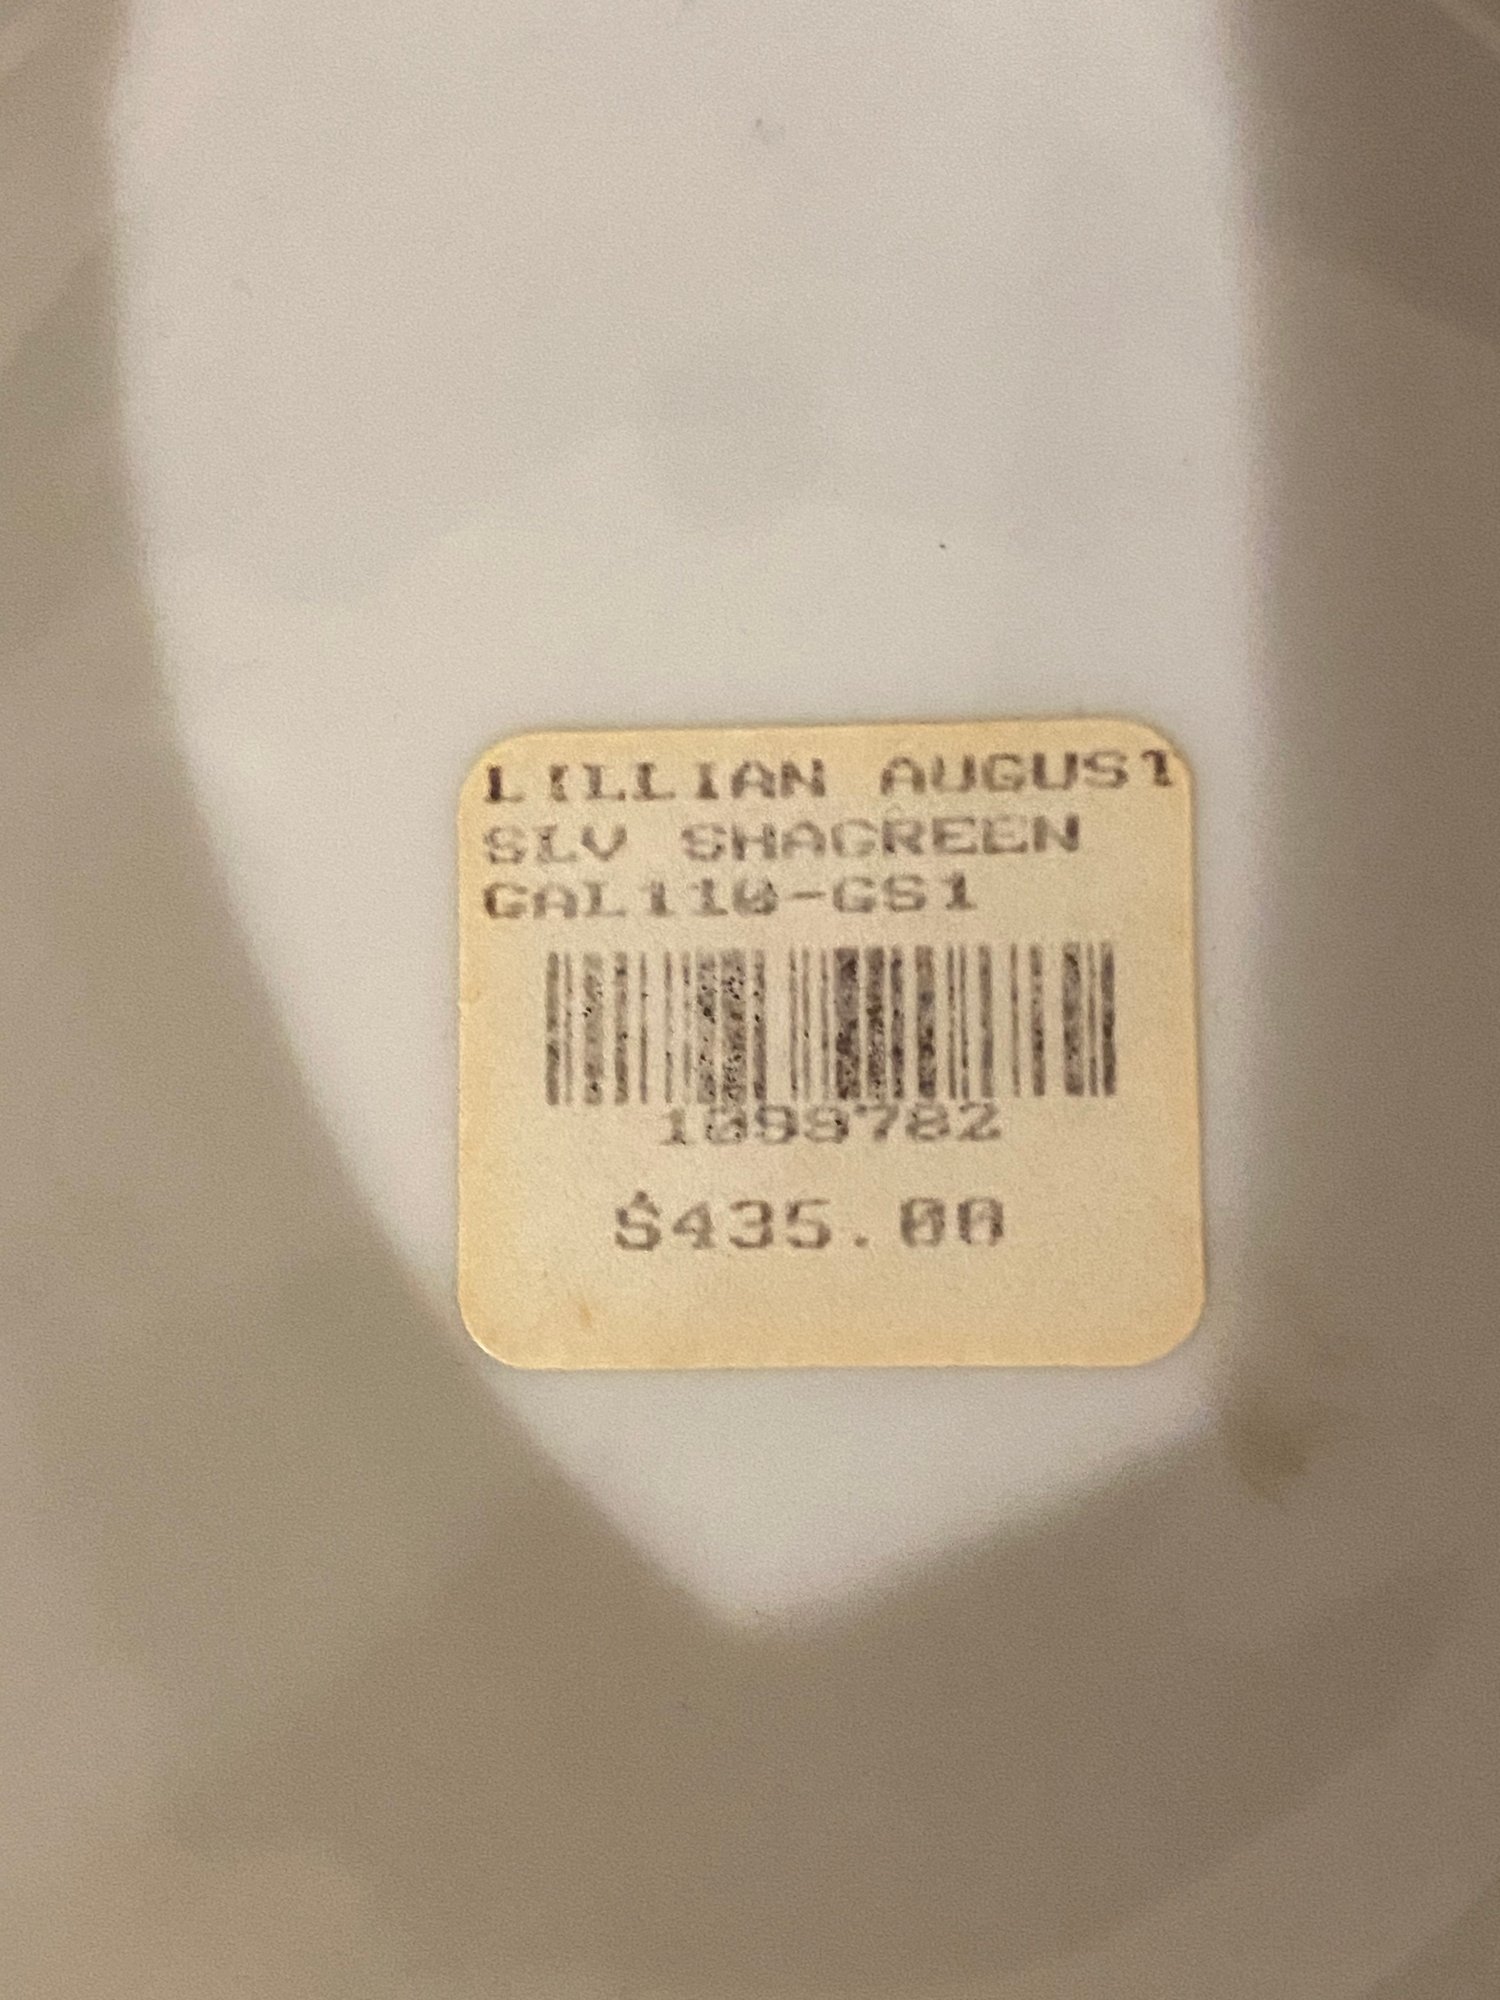 LILLIAN AUGUST
SLV SHAGREEN
GAL110-GS1
1099782
$435.00